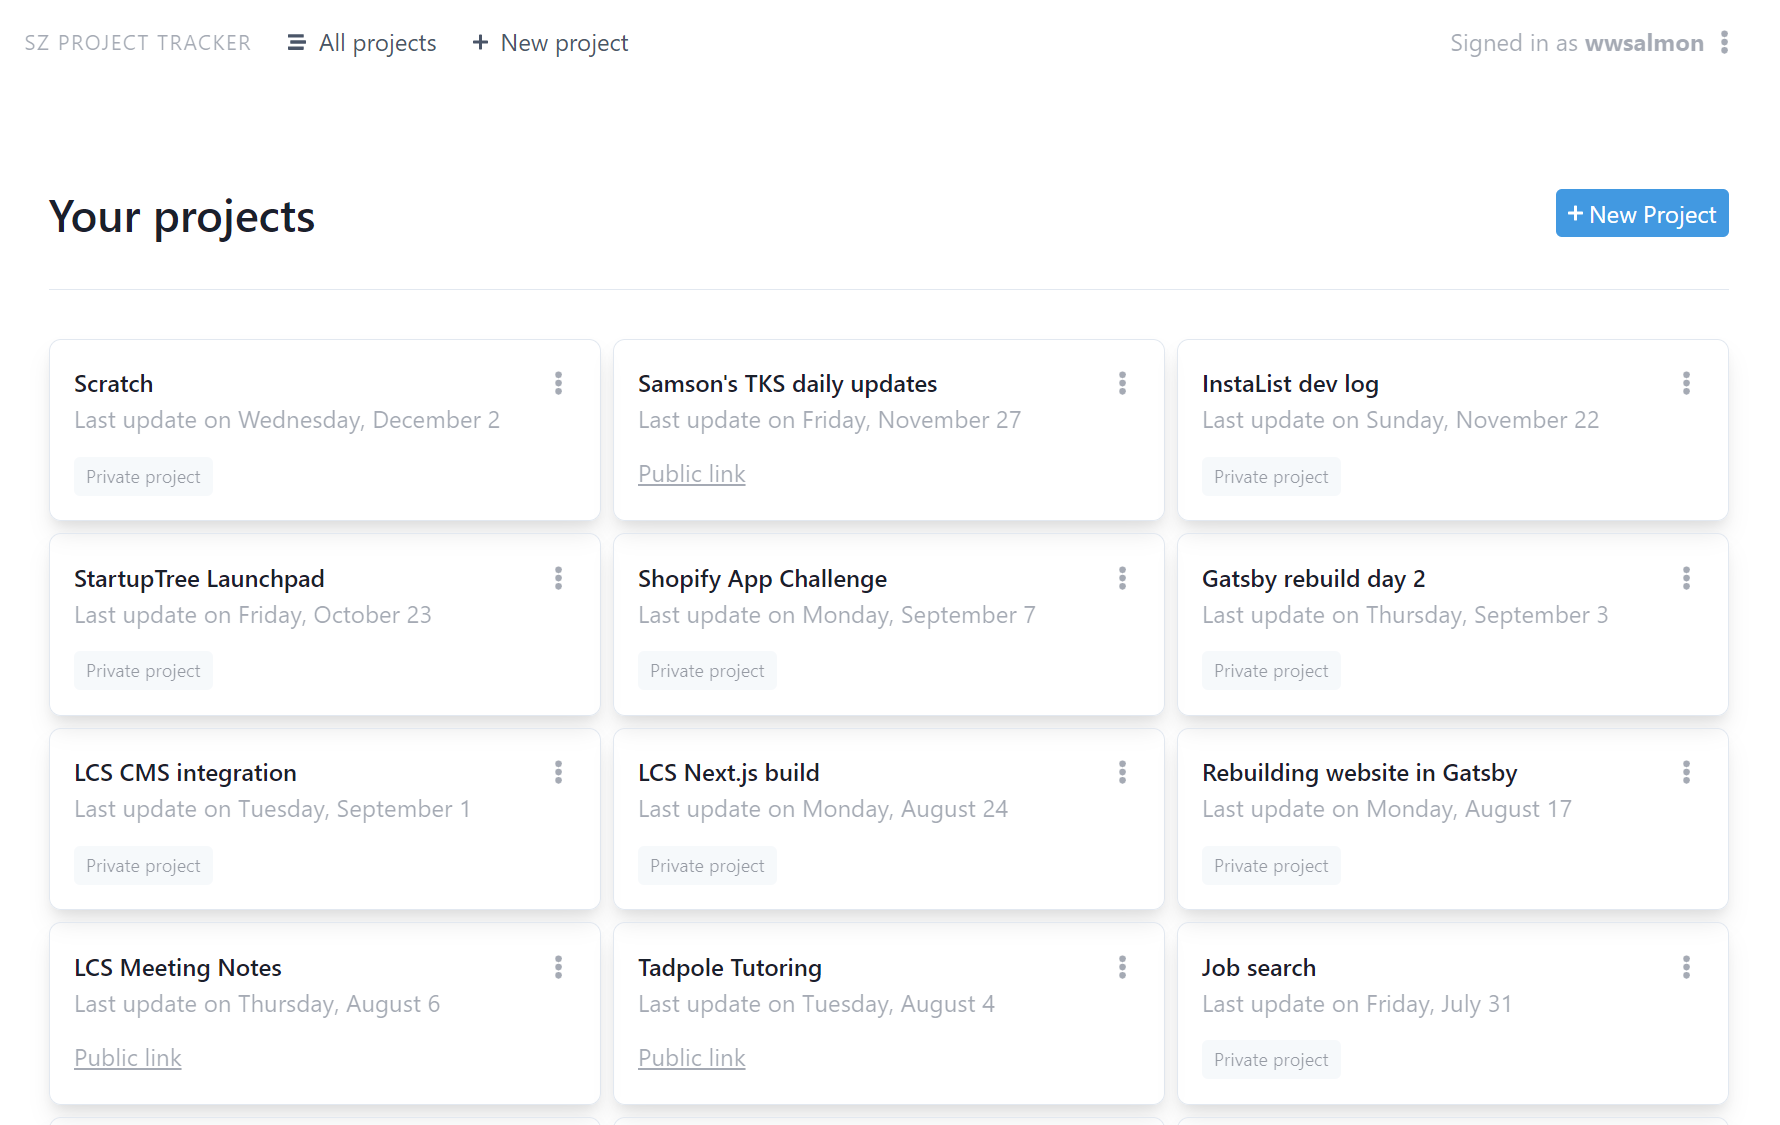 SZ PROJECT TRACKER All projects + New project Signed in as wwsalmon
Your projects
+ New Project
Scratch
Last update on Wednesday, December 2
Private project
Samson's TKS daily updates
Last update on Friday, November 27
Public link
InstaList dev log
Last update on Sunday, November 22
Private project
StartupTree Launchpad
Last update on Friday, October 23
Private project
Shopify App Challenge
Last update on Monday, September 7
Private project
Gatsby rebuild day 2
Last update on Thursday, September 3
Private project
LCS CMS integration
Last update on Tuesday, September 1
Private project
LCS Next.js build
Last update on Monday, August 24
Private project
Rebuilding website in Gatsby
Last update on Monday, August 17
Private project
LCS Meeting Notes
Last update on Thursday, August 6
Public link
Tadpole Tutoring
Last update on Tuesday, August 4
Public link
Job search
Last update on Friday, July 31
Private project